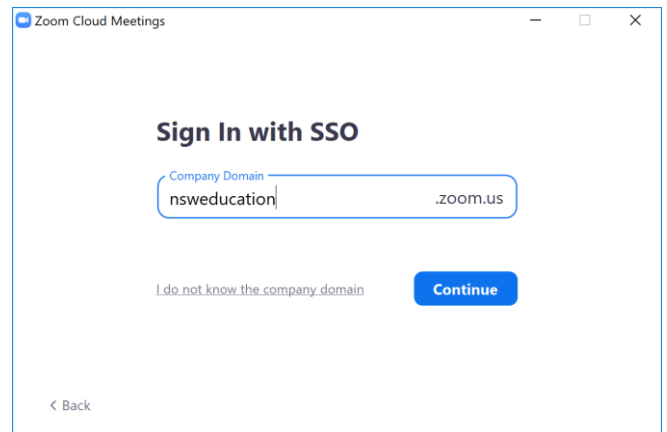 Zoom Cloud Meetings
Sign In with SSO
Company Domain
nsweducation .zoom.us
I do not know the company domain Continue
Back